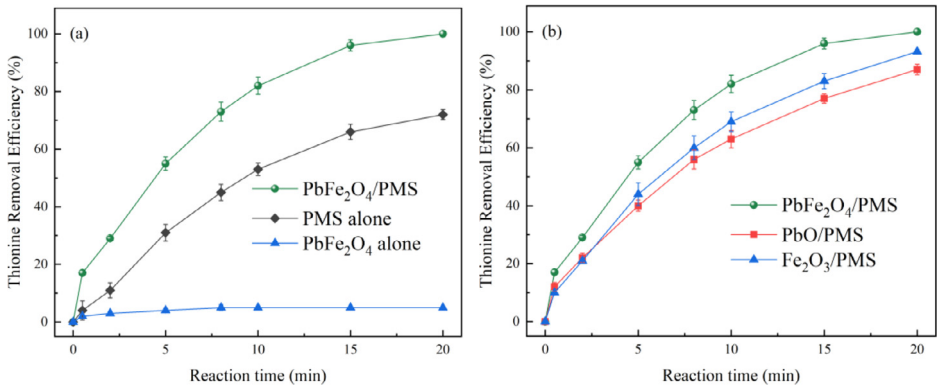 (a)
Thionine Removal Efficiency (%)
100
80
60
40
20
0
PbFe₂O₄/PMS
PMS alone
PbFe₂O₄ alone
0 5 10 15 20
Reaction time (min)
(b)
Thionine Removal Efficiency (%)
100
80
60
40
20
0
PbFe₂O₄/PMS
PbO/PMS
Fe₂O₃/PMS
0 5 10 15 20
Reaction time (min)